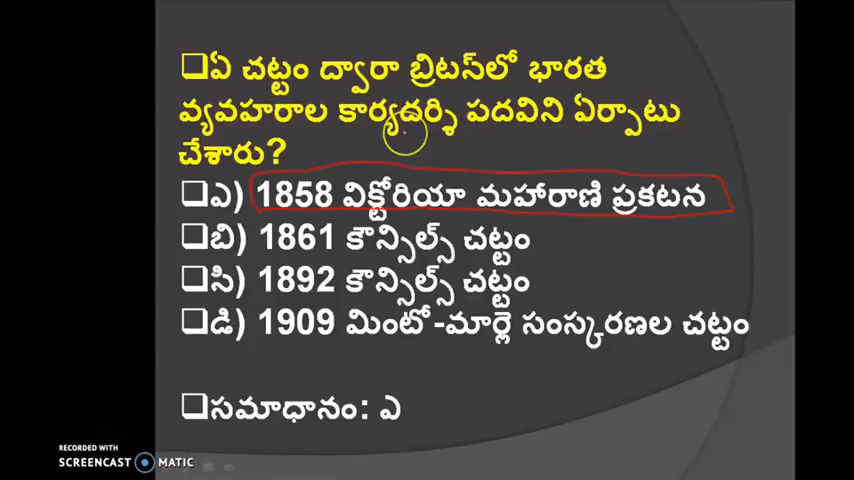 ఏ చట్టం ద్వారా బ్రిటన్‌లో భారత
వ్యవహరాల కార్యదర్శి పదవిని ఏర్పాటు
చేశారు?
ఎ) 1858 విక్టోరియా మహారాణి ప్రకటన
బి) 1861 కౌన్సిల్స్ చట్టం
సి) 1892 కౌన్సిల్స్ చట్టం
డి) 1909 మింటో -మార్లె సంస్కరణల చట్టం
సమాధానం: ఎ
RECORDED WITH
SCREENCAST MATIC